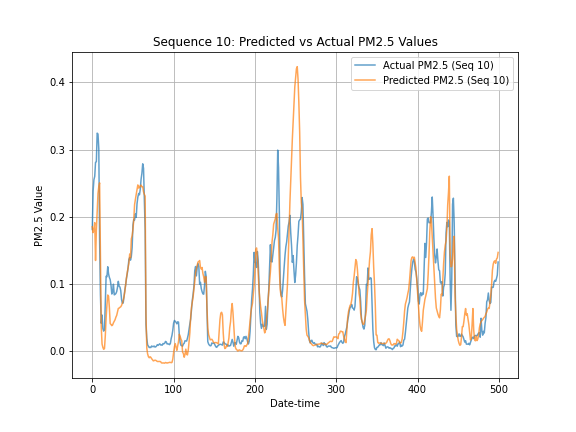 Sequence 10: Predicted vs Actual PM2.5 Values
Actual PM2.5 (Seq 10)
Predicted PM2.5 (Seq 10)
PM2.5 Value
0.4
0.3
0.2
0.1
0.0
0 100 200 300 400 500
Date-time